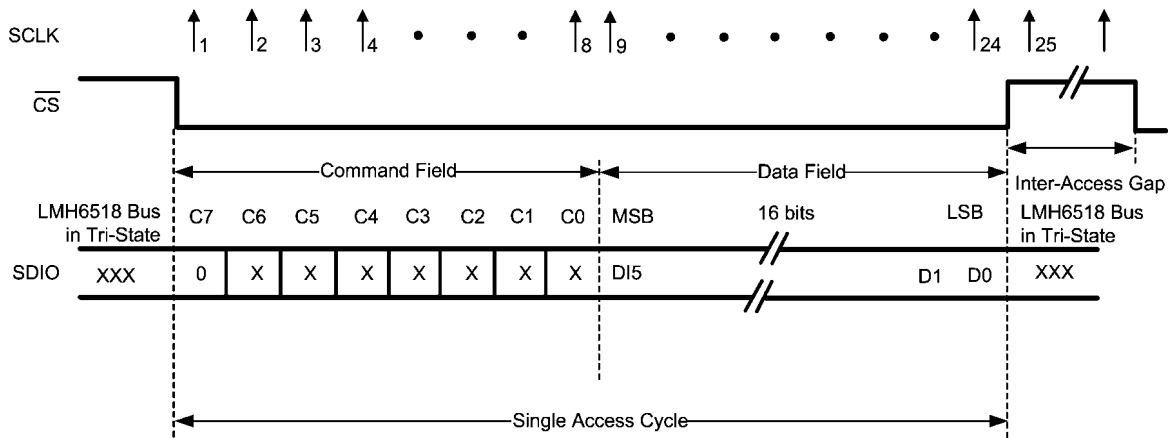 SCLK
1 2 3 4 8 9 24 25
CS
Command Field
Data Field
Inter-Access Gap
LMH6518 Bus
in Tri-State
C7 C6 C5 C4 C3 C2 C1 C0 MSB 16 bits LSB
LMH6518 Bus
in Tri-State
SDIO
XXX 0 X X X X X X X DI5 D1 D0 XXX
Single Access Cycle